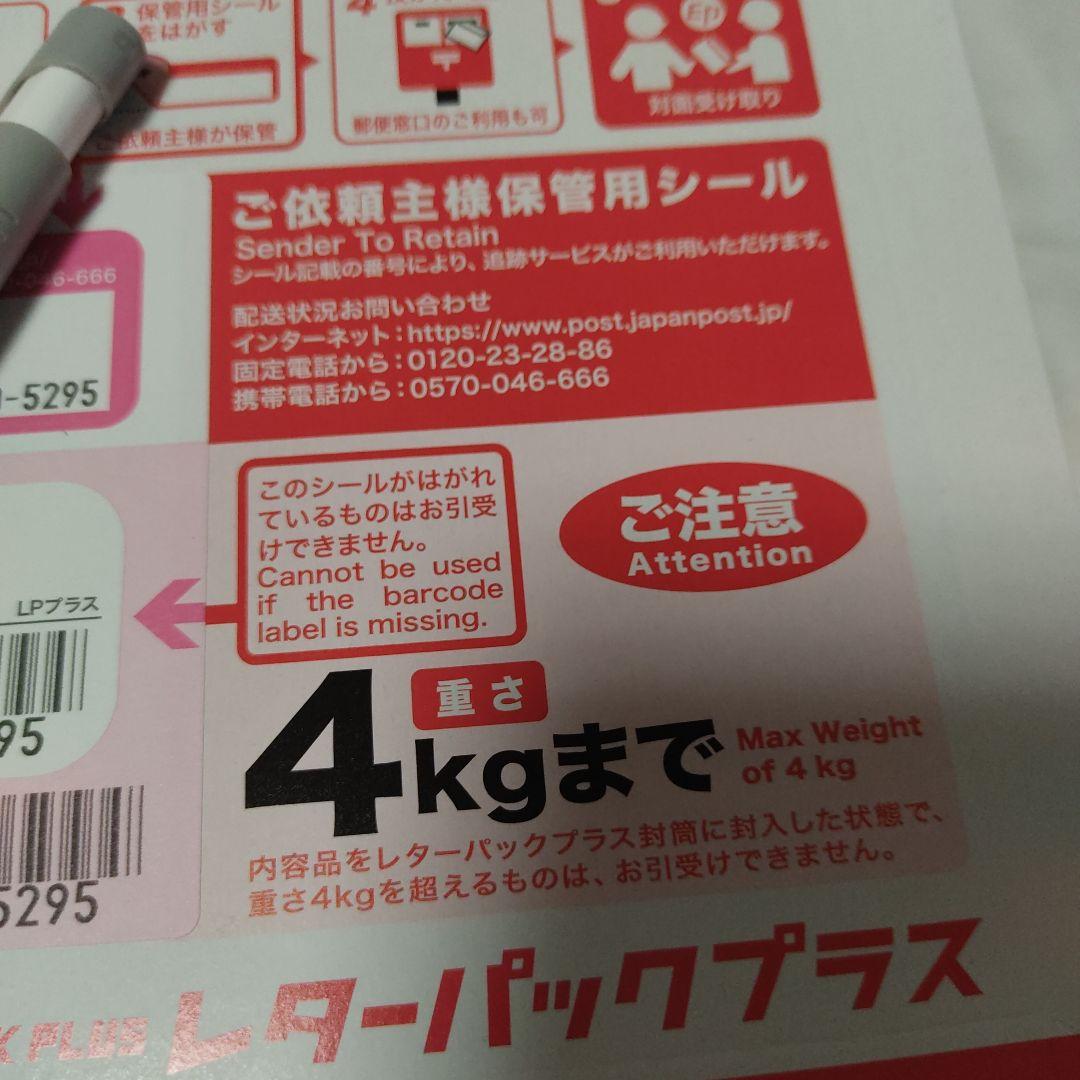 保管用シール
をはがす
ご依頼主様が保管
4
郵便窓口のご利用も可
対面受け取り
ご依頼主様保管用シール
Sender To Retain
シール記載の番号により、追跡サービスがご利用いただけます。
配送状況お問い合わせ
インターネット:https://www.post.japanpost.jp/
固定電話から:0120-23-28-86
携帯電話から:0570-046-666
-666
-5295
このシールがはがれ
ているものはお引受
けできません。
Cannot be used
if the barcode
label is missing.
ご注意
Attention
LPプラス
95
5295
重さ
4kgまで
Max Weight
of 4 kg
内容品をレターパックプラス封筒に封入した状態で、
重さ4kgを超えるものは、お引受けできません。
K PLUS レターパックプラス